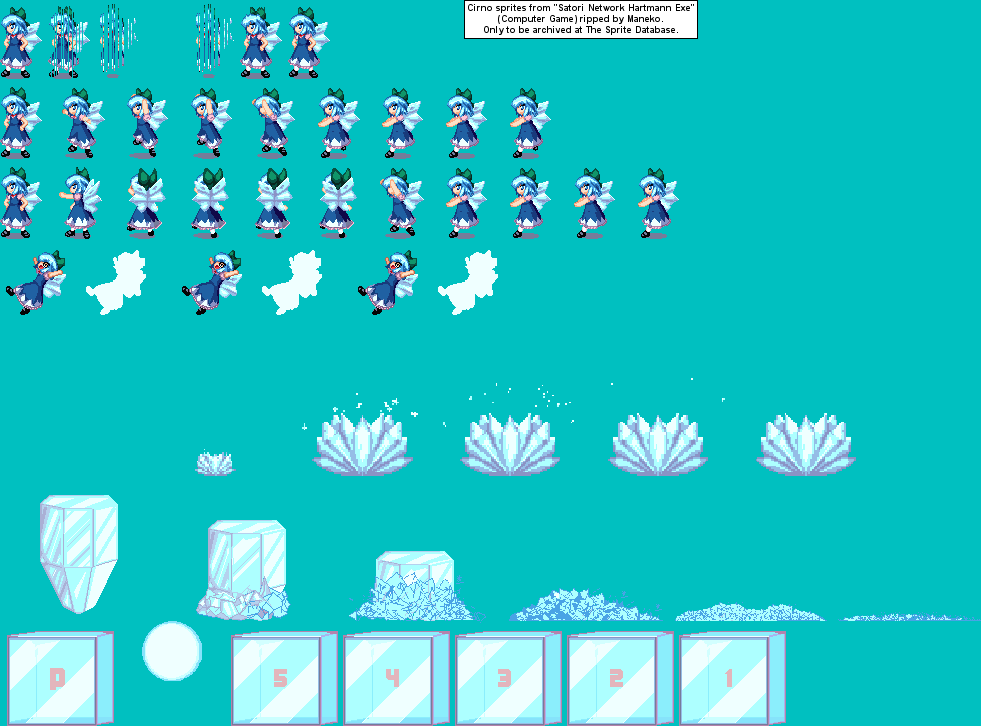 Cirno sprites from "Satori Network Hartmann Exe"
(Computer Game) ripped by Maneko.
Only to be archived at The Sprite Database.
P 5 4 3 2 1